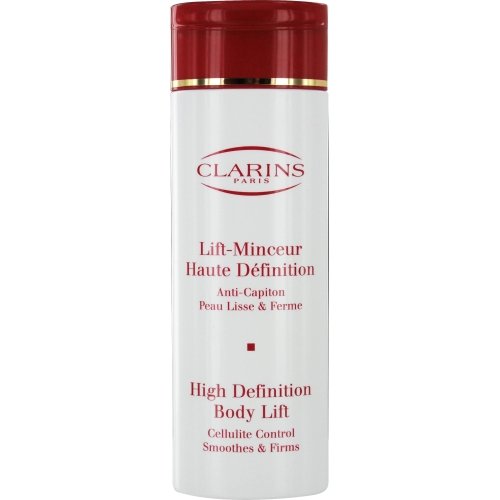 CLARINS
PARIS
Lift-Minceur
Haute Définition
Anti-Capiton
Peau Lisse & Ferme
High Definition
Body Lift
Cellulite Control
Smoothes & Firms